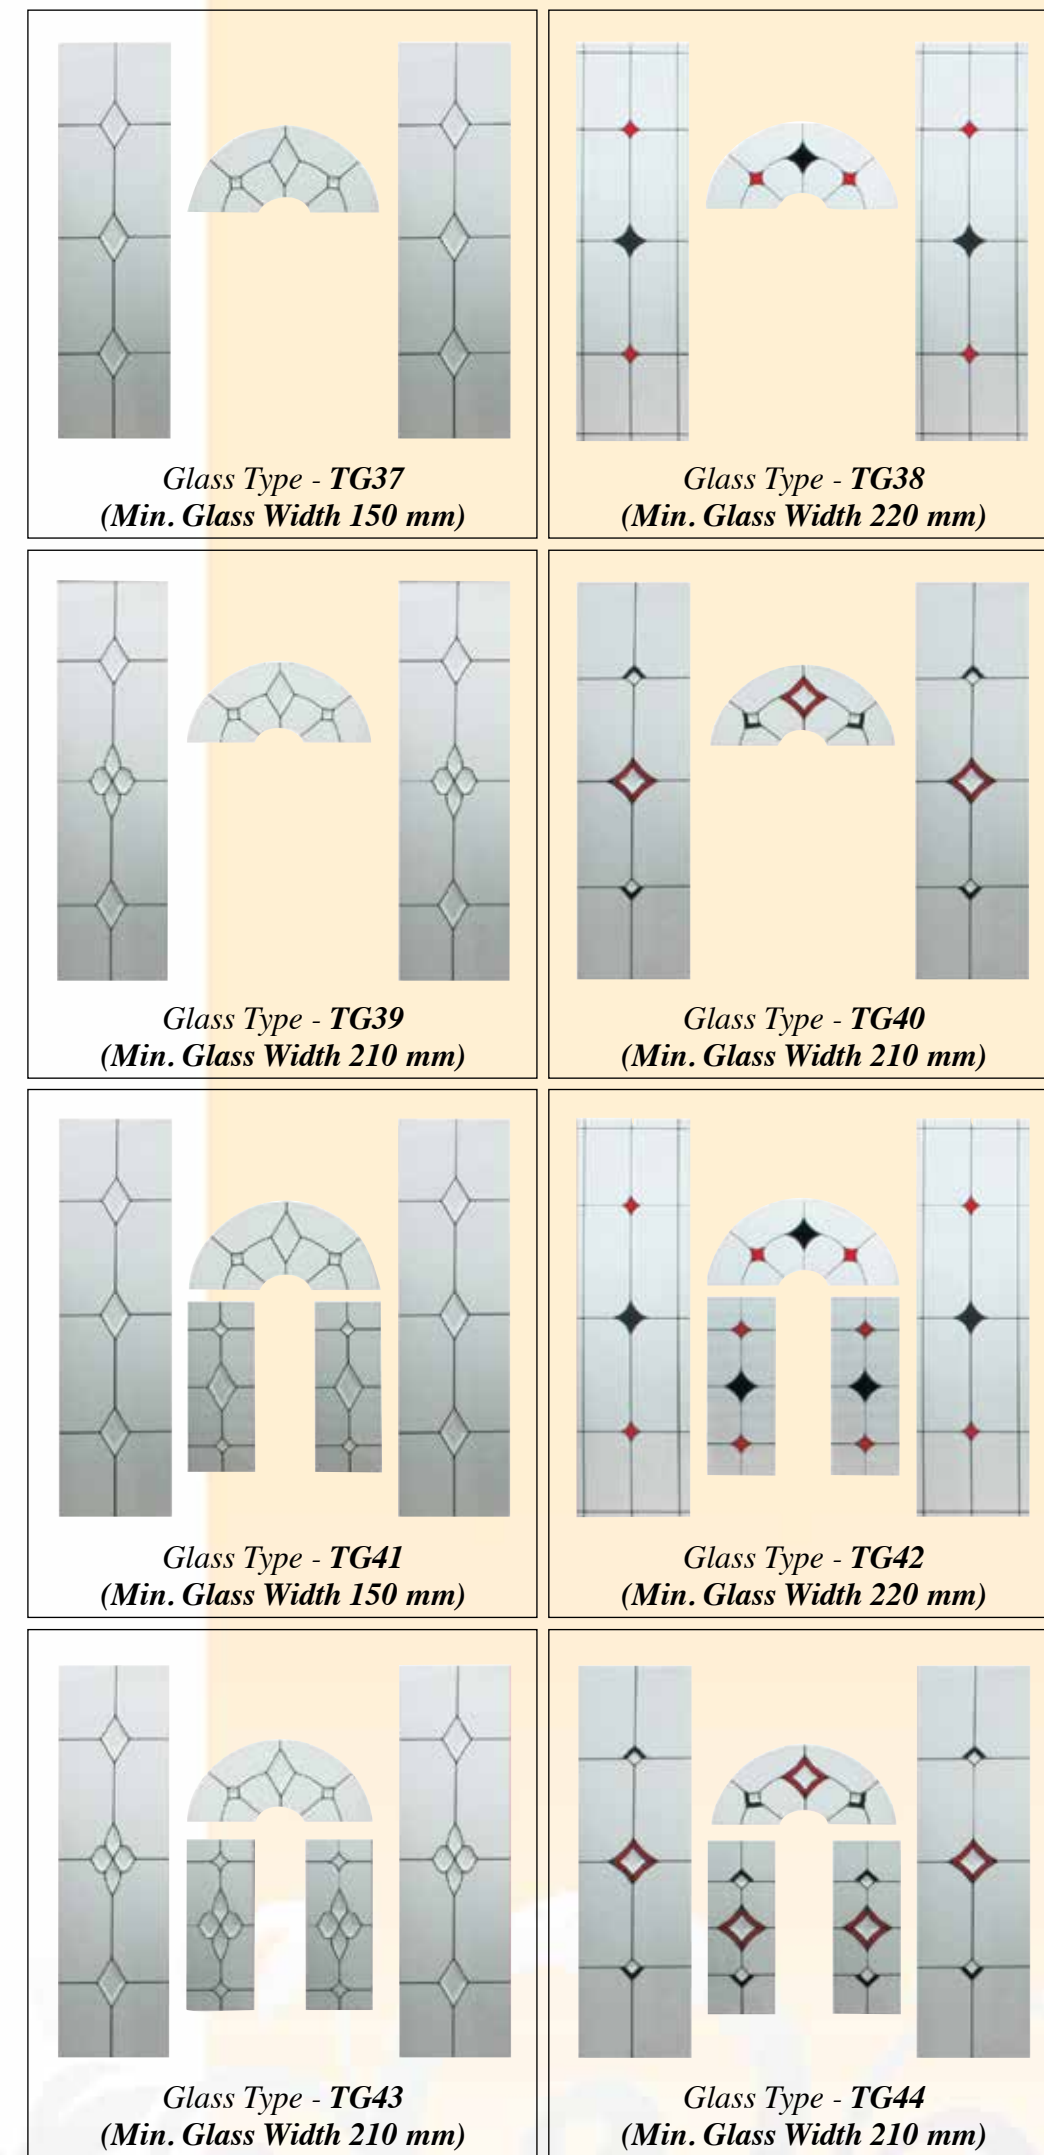 Glass Type - TG37
(Min. Glass Width 150 mm)
Glass Type - TG38
(Min. Glass Width 220 mm)
Glass Type - TG39
(Min. Glass Width 210 mm)
Glass Type - TG40
(Min. Glass Width 210 mm)
Glass Type - TG41
(Min. Glass Width 150 mm)
Glass Type - TG42
(Min. Glass Width 220 mm)
Glass Type - TG43
(Min. Glass Width 210 mm)
Glass Type - TG44
(Min. Glass Width 210 mm)